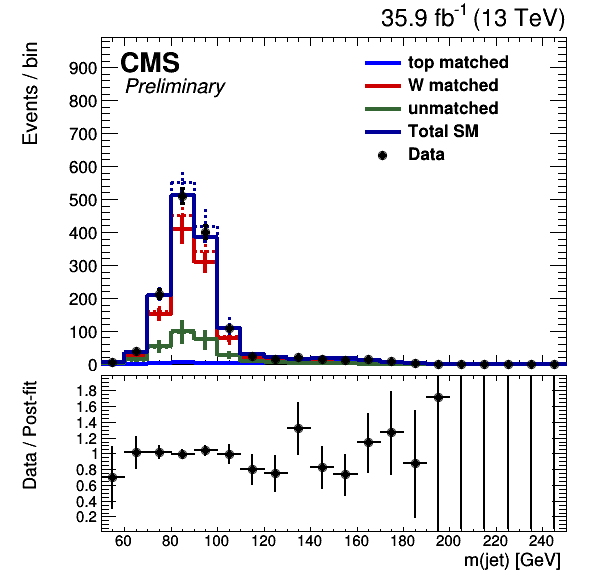 35.9 fb⁻¹ (13 TeV)
CMS
Preliminary
top matched
W matched
unmatched
Total SM
Data
Events / bin
900
800
700
600
500
400
300
200
100
0
Data / Post-fit
1.8
1.6
1.4
1.2
1
0.8
0.6
0.4
0.2
60 80 100 120 140 160 180 200 220 240
m(jet) [GeV]